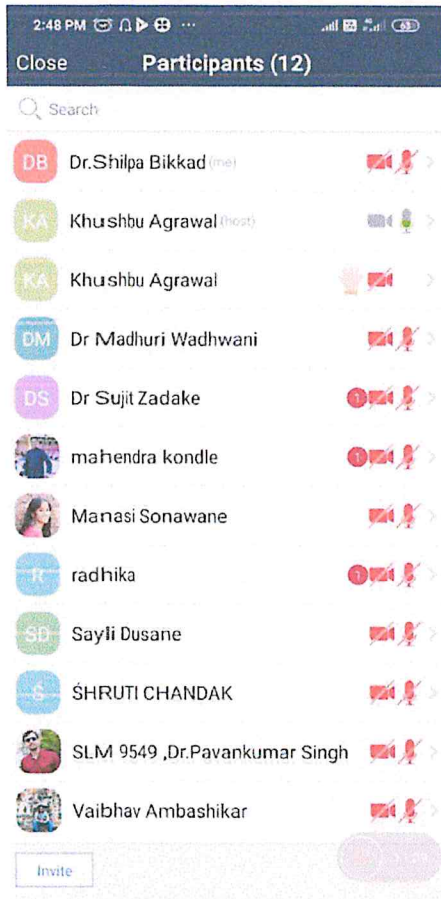 2:48 PM
63
Close Participants (12)
Search
DB Dr.Shilpa Bikkad (me)
KA Khushbu Agrawal (host)
KA Khushbu Agrawal
DM Dr Madhuri Wadhwani
DS Dr Sujit Zadake 1
mahendra kondle 1
Manasi Sonawane
R radhika 1
SD Sayli Dusane
Ś ŚHRUTI CHANDAK
SLM 9549 ,Dr.Pavankumar Singh
Vaibhav Ambashikar
Invite